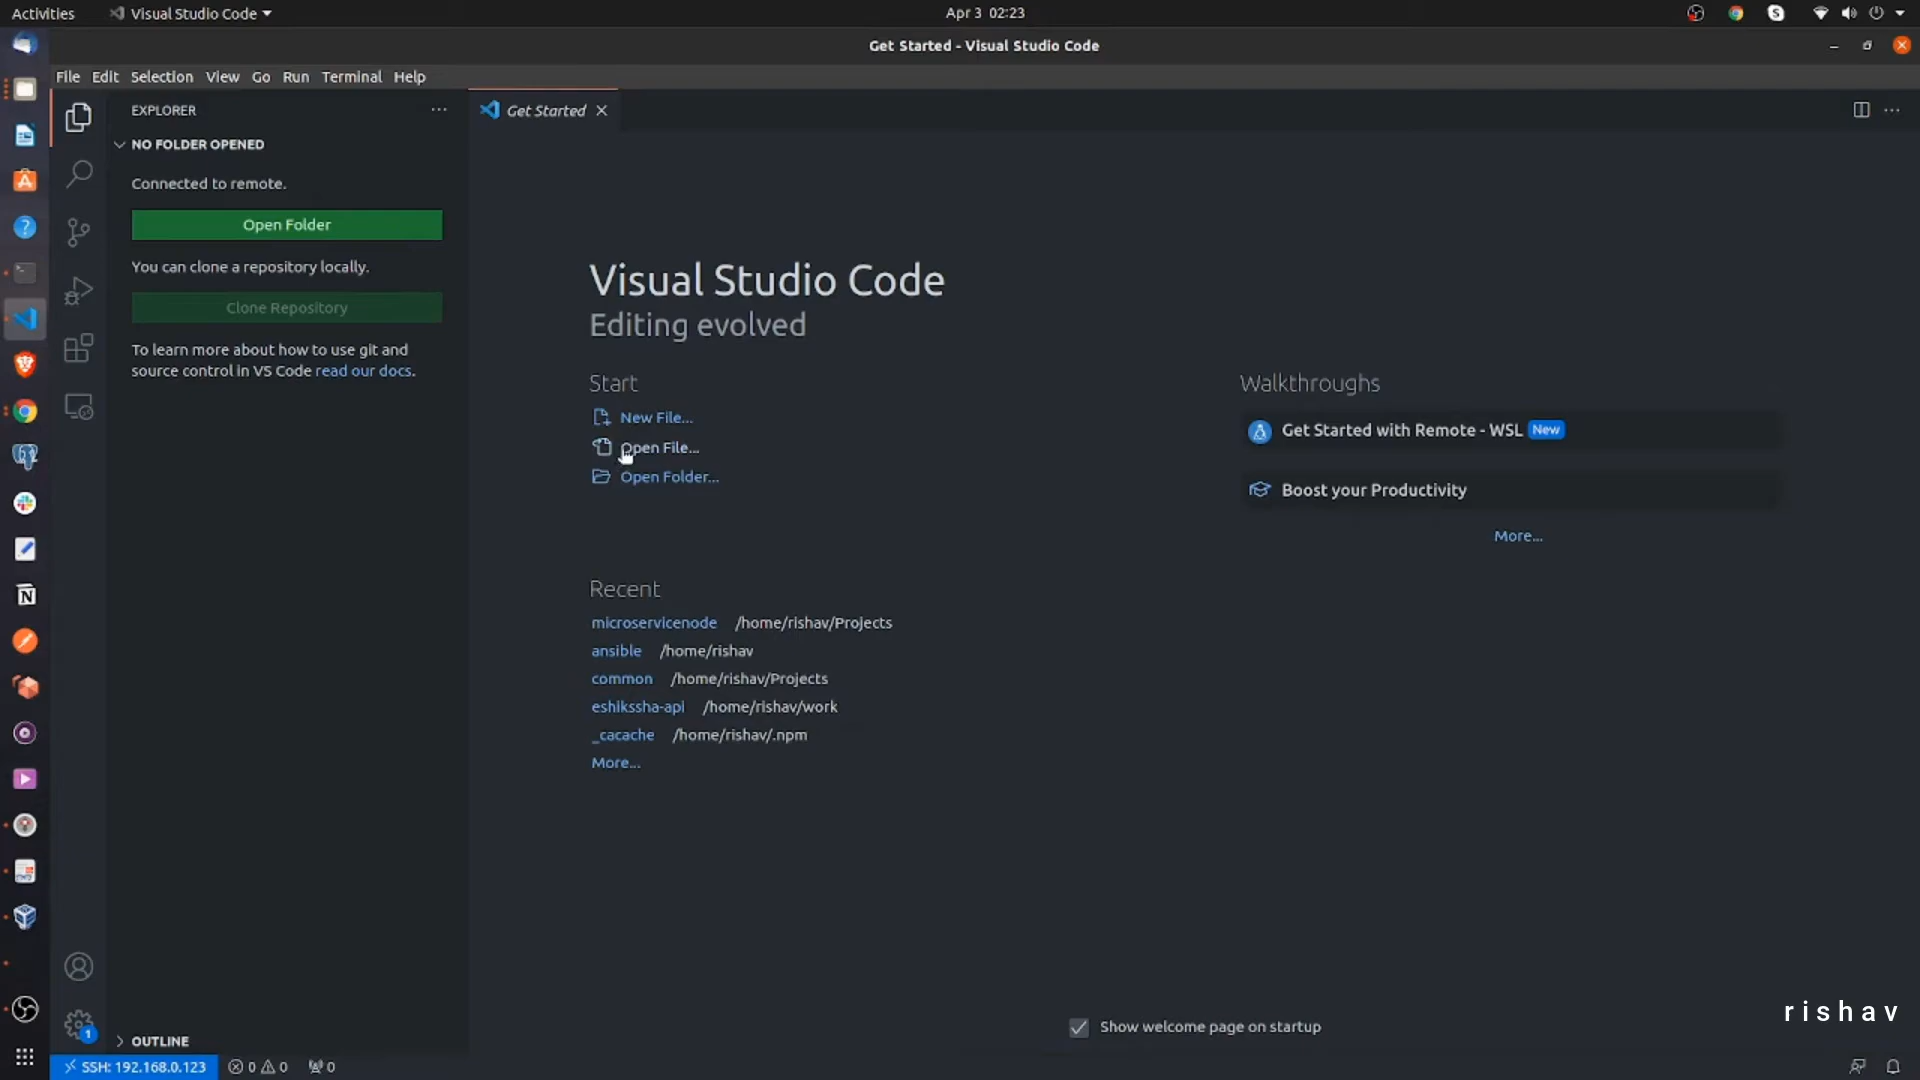 Activities
Visual Studio Code
Apr 3 02:23
Get Started - Visual Studio Code
File Edit Selection View Go Run Terminal Help
EXPLORER
Get Started
NO FOLDER OPENED
Connected to remote.
Open Folder
You can clone a repository locally.
Clone Repository
To learn more about how to use git and
source control in VS Code read our docs.
Visual Studio Code
Editing evolved
Start
New File...
Open File...
Open Folder...
Walkthroughs
Get Started with Remote - WSL New
Boost your Productivity
More...
Recent
microservicenode /home/rishav/Projects
ansible /home/rishav
common /home/rishav/Projects
eshikssha-api /home/rishav/work
_cacache /home/rishav/.npm
More...
rishav
Show welcome page on startup
1
OUTLINE
SSH: 192.168.0.123 0 0 0